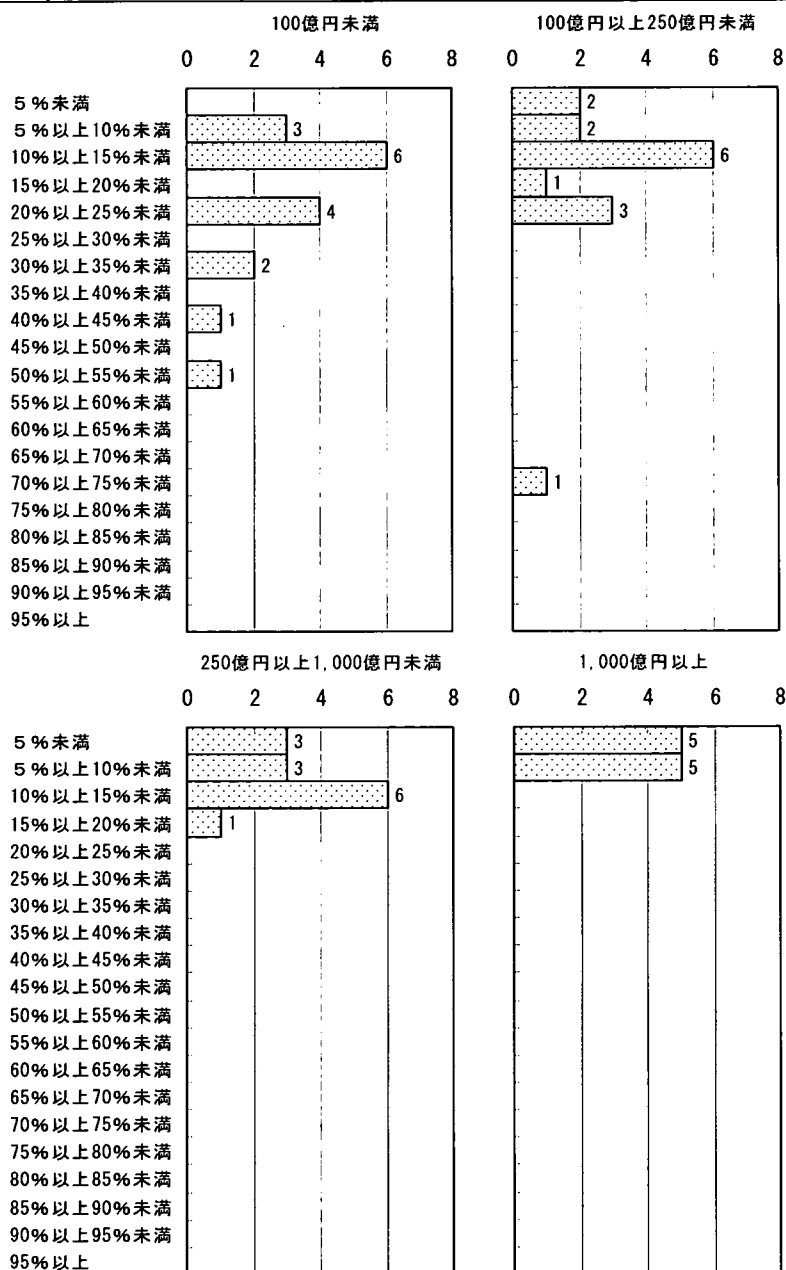 100億円未満 100億円以上250億円未満
0 2 4 6 8 0 2 4 6 8
5%未満 2
5%以上10%未満 3 2
10%以上15%未満 6 6
15%以上20%未満 1
20%以上25%未満 4 3
25%以上30%未満
30%以上35%未満 2
35%以上40%未満
40%以上45%未満 1
45%以上50%未満
50%以上55%未満 1
55%以上60%未満
60%以上65%未満
65%以上70%未満
70%以上75%未満 1
75%以上80%未満
80%以上85%未満
85%以上90%未満
90%以上95%未満
95%以上
250億円以上1,000億円未満 1,000億円以上
0 2 4 6 8 0 2 4 6 8
5%未満 3 5
5%以上10%未満 3 5
10%以上15%未満 6
15%以上20%未満 1
20%以上25%未満
25%以上30%未満
30%以上35%未満
35%以上40%未満
40%以上45%未満
45%以上50%未満
50%以上55%未満
55%以上60%未満
60%以上65%未満
65%以上70%未満
70%以上75%未満
75%以上80%未満
80%以上85%未満
85%以上90%未満
90%以上95%未満
95%以上